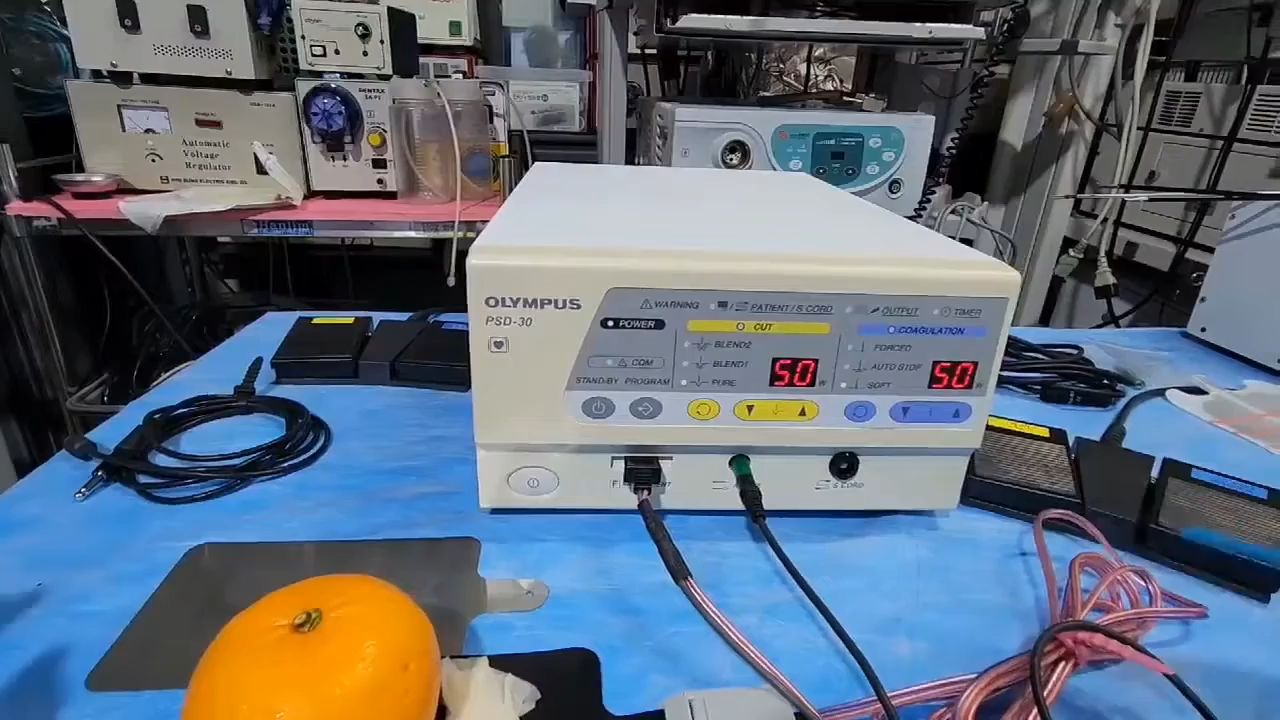 Automatic
Voltage
Regulator
OLYMPUS
PSD-30
WARNING
PATIENT / S CORD
OUTPUT
TIMER
POWER
CUT
COAGULATION
BLEND2
FORCED
COM
BLEND1
AUTO STOP
STAND-BY PROGRAM
PURE
50
SOFT
50
S CORD